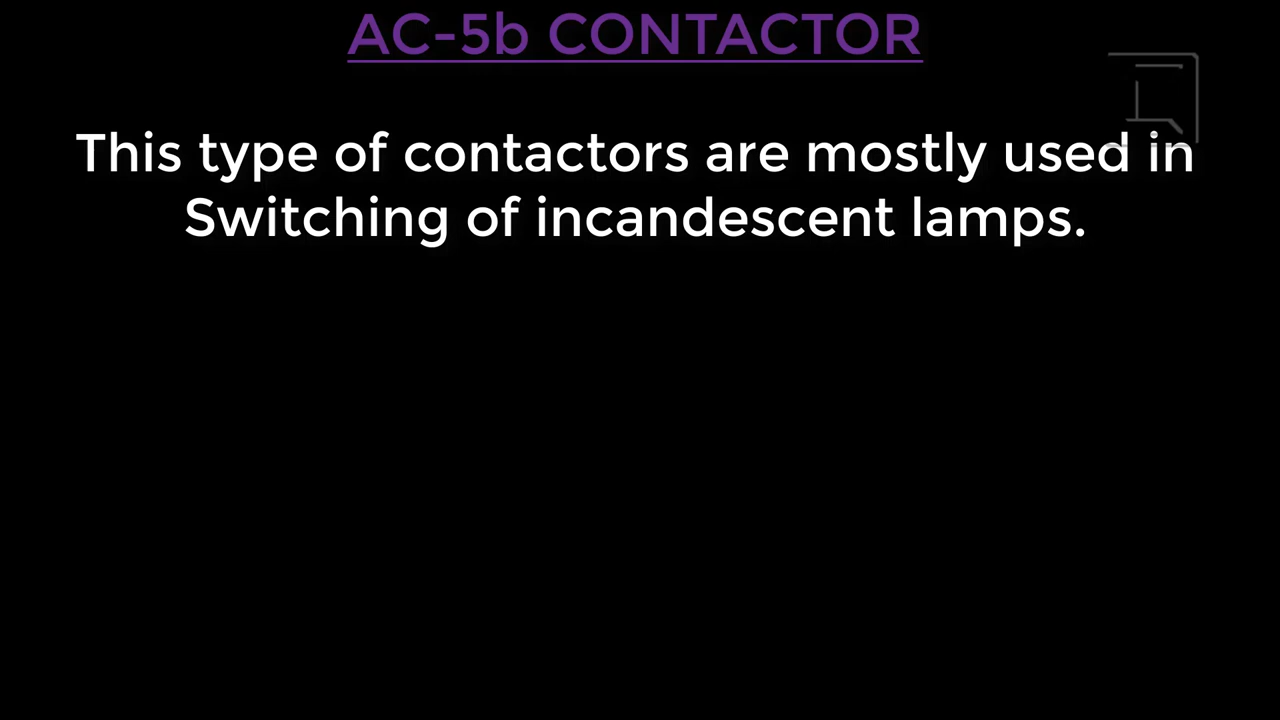 AC-5b CONTACTOR
This type of contactors are mostly used in
Switching of incandescent lamps.